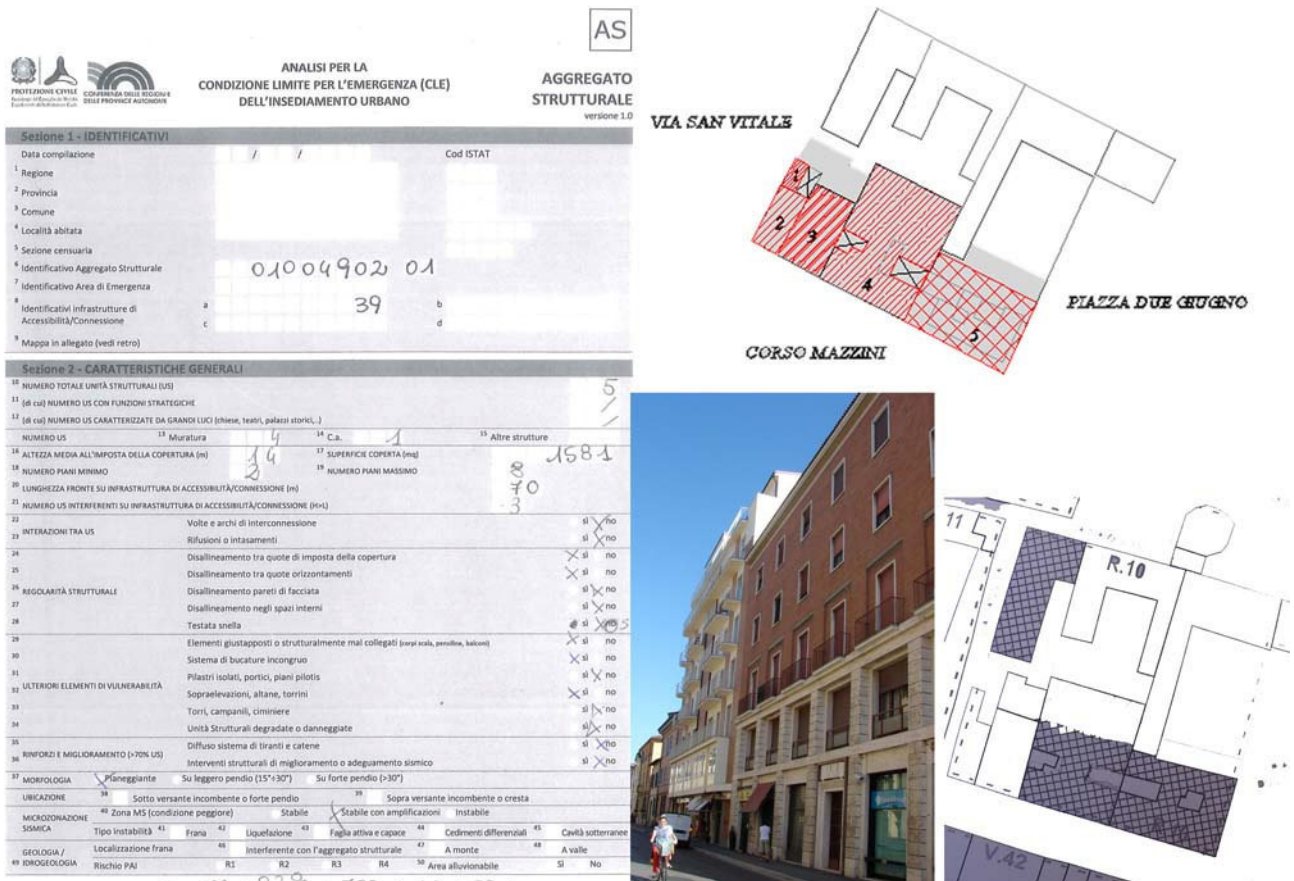 AS
PROTEZIONE CIVILE
CONFERENZA DELLE REGIONI E
DELLE PROVINCE AUTONOME
ANALISI PER LA
CONDIZIONE LIMITE PER L'EMERGENZA (CLE)
DELL'INSEDIAMENTO URBANO
AGGREGATO
STRUTTURALE
versione 1.0
Sezione 1 - IDENTIFICATIVI
Data compilazione / / Cod ISTAT
1 Regione
2 Provincia
3 Comune
4 Località abitata
5 Sezione censuaria
6 Identificativo Aggregato Strutturale 01004902 01
7 Identificativo Area di Emergenza
8 Identificativi infrastrutture di a 39 b
Accessibilità/Connessione c d
9 Mappa in allegato (vedi retro)
Sezione 2 - CARATTERISTICHE GENERALI
10 NUMERO TOTALE UNITÀ STRUTTURALI (US) 5
11 (di cui) NUMERO US CON FUNZIONI STRATEGICHE /
12 (di cui) NUMERO US CARATTERIZZATE DA GRANDI LUCI (chiese, teatri, palazzi storici,..) /
NUMERO US 13 Muratura 4 14 C.a. 1 15 Altre strutture
16 ALTEZZA MEDIA ALL'IMPOSTA DELLA COPERTURA (m) 14 17 SUPERFICIE COPERTA (mq) 1581
18 NUMERO PIANI MINIMO 2 19 NUMERO PIANI MASSIMO 8
20 LUNGHEZZA FRONTE SU INFRASTRUTTURA DI ACCESSIBILITÀ/CONNESSIONE (m) 70
21 NUMERO US INTERFERENTI SU INFRASTRUTTURA DI ACCESSIBILITÀ/CONNESSIONE (H>L) 3
22 INTERAZIONI TRA US Volte e archi di interconnessione sì no
23 Rifusioni o intasamenti sì no
24 Disallineamento tra quote di imposta della copertura sì no
25 Disallineamento tra quote orizzontamenti sì no
26 REGOLARITÀ STRUTTURALE Disallineamento pareti di facciata sì no
27 Disallineamento negli spazi interni sì no
28 Testata snella sì no
29 Elementi giustapposti o strutturalmente mal collegati (corpi scala, pensiline, balconi) sì no
30 Sistema di bucature incongruo sì no
31 Pilastri isolati, portici, piani pilotis sì no
32 ULTERIORI ELEMENTI DI VULNERABILITÀ Sopraelevazioni, altane, torrini sì no
33 Torri, campanili, ciminiere sì no
34 Unità Strutturali degradate o danneggiate sì no
35 RINFORZI E MIGLIORAMENTO (>70% US) Diffuso sistema di tiranti e catene sì no
36 Interventi strutturali di miglioramento o adeguamento sismico sì no
37 MORFOLOGIA Pianeggiante Su leggero pendio (15°÷30°) Su forte pendio (>30°)
UBICAZIONE 38 Sotto versante incombente o forte pendio 39 Sopra versante incombente o cresta
MICROZONAZIONE SISMICA 40 Zona MS (condizione peggiore) Stabile Stabile con amplificazioni Instabile
Tipo instabilità 41 Frana 42 Liquefazione 43 Faglia attiva e capace 44 Cedimenti differenziali 45 Cavità sotterranee
GEOLOGIA / Localizzazione frana 46 Interferente con l'aggregato strutturale 47 A monte 48 A valle
49 IDROGEOLOGIA Rischio PAI R1 R2 R3 R4 50 Area alluvionabile Sì No
VIA SAN VITALE
1
2
3
4
5
PIAZZA DUE GIUGNO
CORSO MAZZINI
11
R.10
V.42